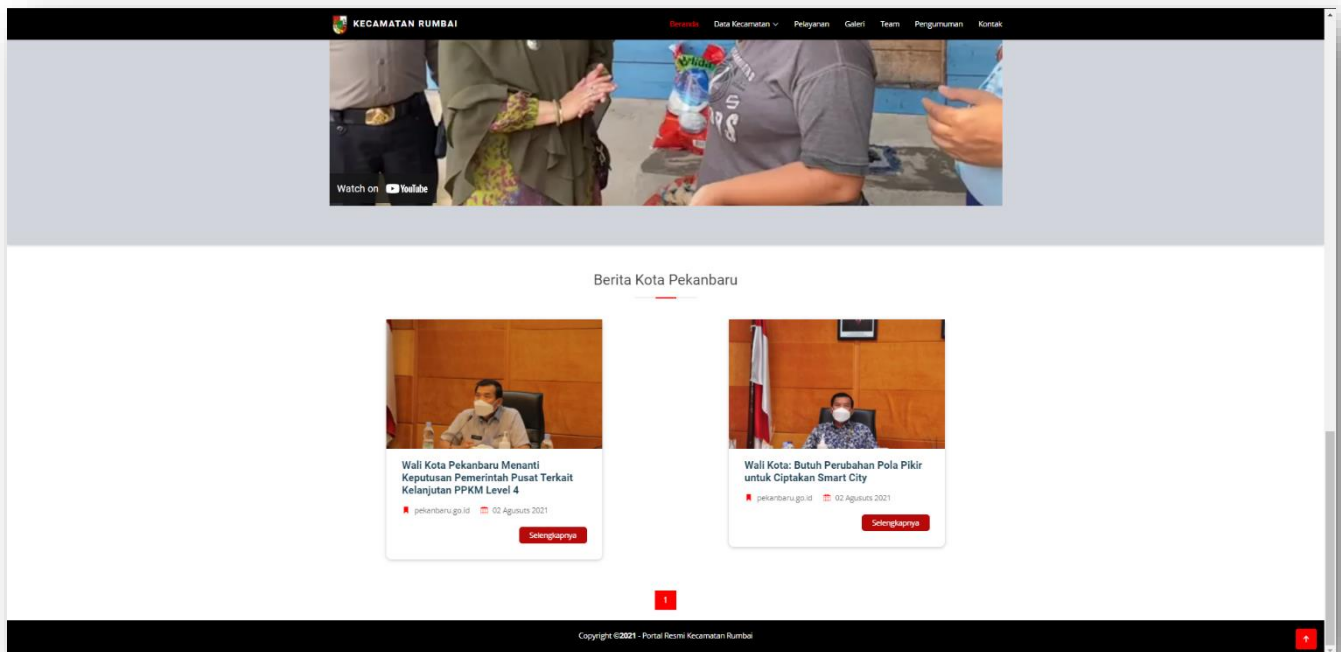 KECAMATAN RUMBAI
Beranda Data Kecamatan Pelayanan Galeri Team Pengumuman Kontak
Watch on YouTube
Berita Kota Pekanbaru
Wali Kota Pekanbaru Menanti
Keputusan Pemerintah Pusat Terkait
Kelanjutan PPKM Level 4
pekanbaru.go.id 02 Agusuts 2021
Selengkapnya
Wali Kota: Butuh Perubahan Pola Pikir
untuk Ciptakan Smart City
pekanbaru.go.id 02 Agusuts 2021
Selengkapnya
1
Copyright ©2021 - Portal Resmi Kecamatan Rumbai